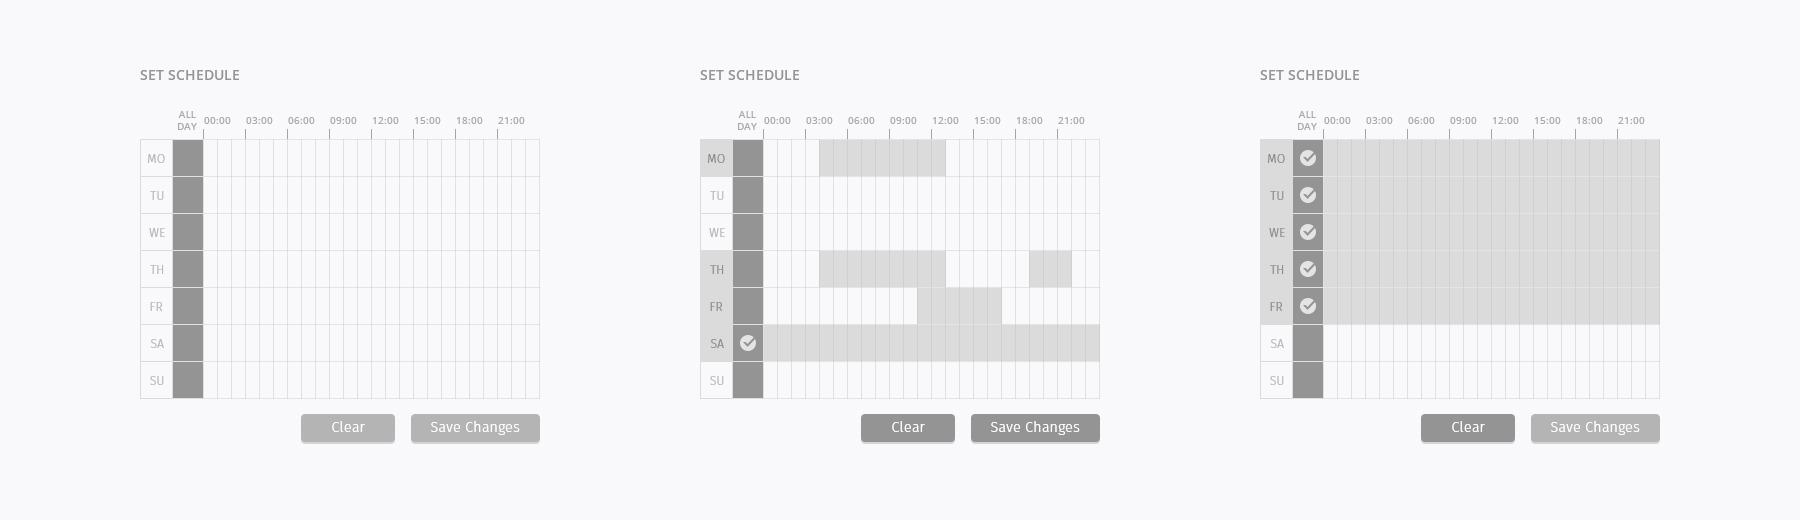 SET SCHEDULE
ALL DAY 00:00 03:00 06:00 09:00 12:00 15:00 18:00 21:00
MO
TU
WE
TH
FR
SA
SU
Clear Save Changes
SET SCHEDULE
ALL DAY 00:00 03:00 06:00 09:00 12:00 15:00 18:00 21:00
MO
TU
WE
TH
FR
SA
SU
Clear Save Changes
SET SCHEDULE
ALL DAY 00:00 03:00 06:00 09:00 12:00 15:00 18:00 21:00
MO
TU
WE
TH
FR
SA
SU
Clear Save Changes